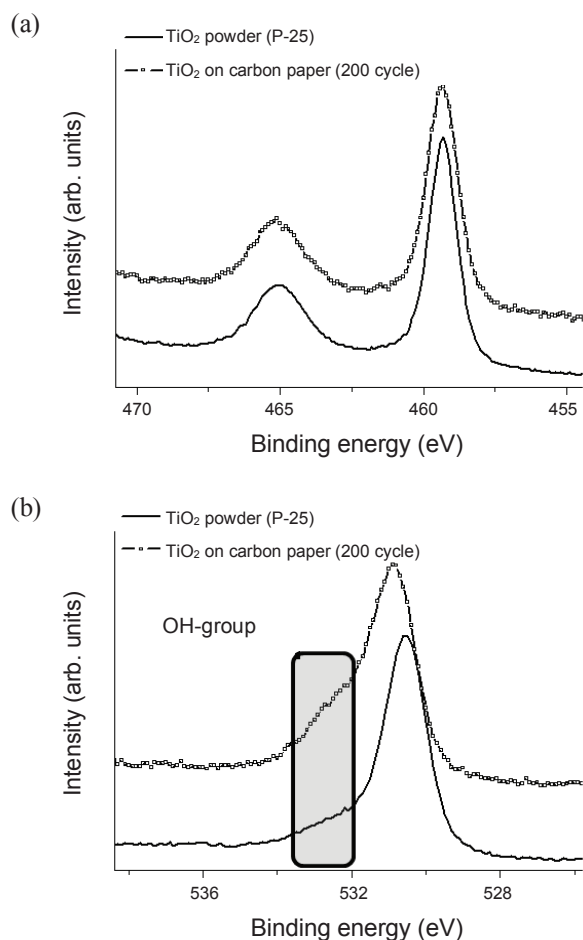 (a)
TiO₂ powder (P-25)
TiO₂ on carbon paper (200 cycle)
Intensity (arb. units)
470 465 460 455
Binding energy (eV)
(b)
TiO₂ powder (P-25)
TiO₂ on carbon paper (200 cycle)
OH-group
Intensity (arb. units)
536 532 528
Binding energy (eV)